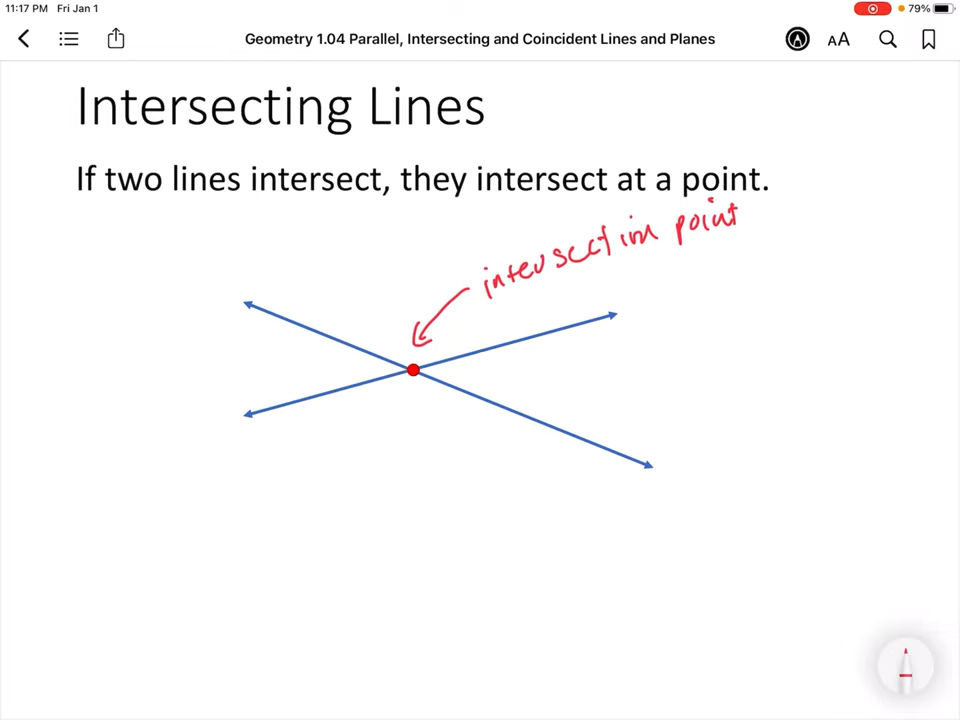 11:17 PM Fri Jan 1
79%
Geometry 1.04 Parallel, Intersecting and Coincident Lines and Planes
AA
Intersecting Lines
If two lines intersect, they intersect at a point.
intersection point